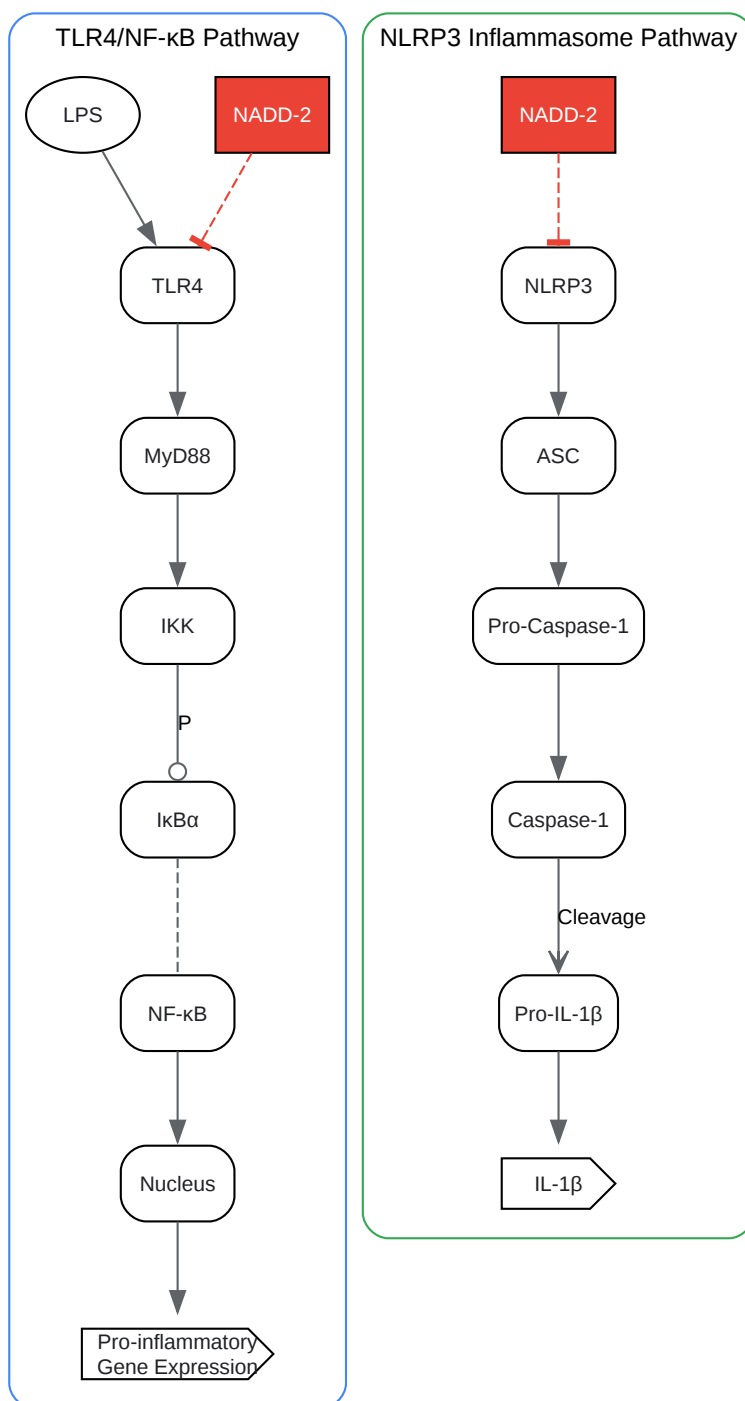 TLR4/NF-κB Pathway
LPS
NADD-2
TLR4
MyD88
IKK
P
IκBα
NF-κB
Nucleus
Pro-inflammatory
Gene Expression
NLRP3 Inflammasome Pathway
NADD-2
NLRP3
ASC
Pro-Caspase-1
Caspase-1
Cleavage
Pro-IL-1β
IL-1β